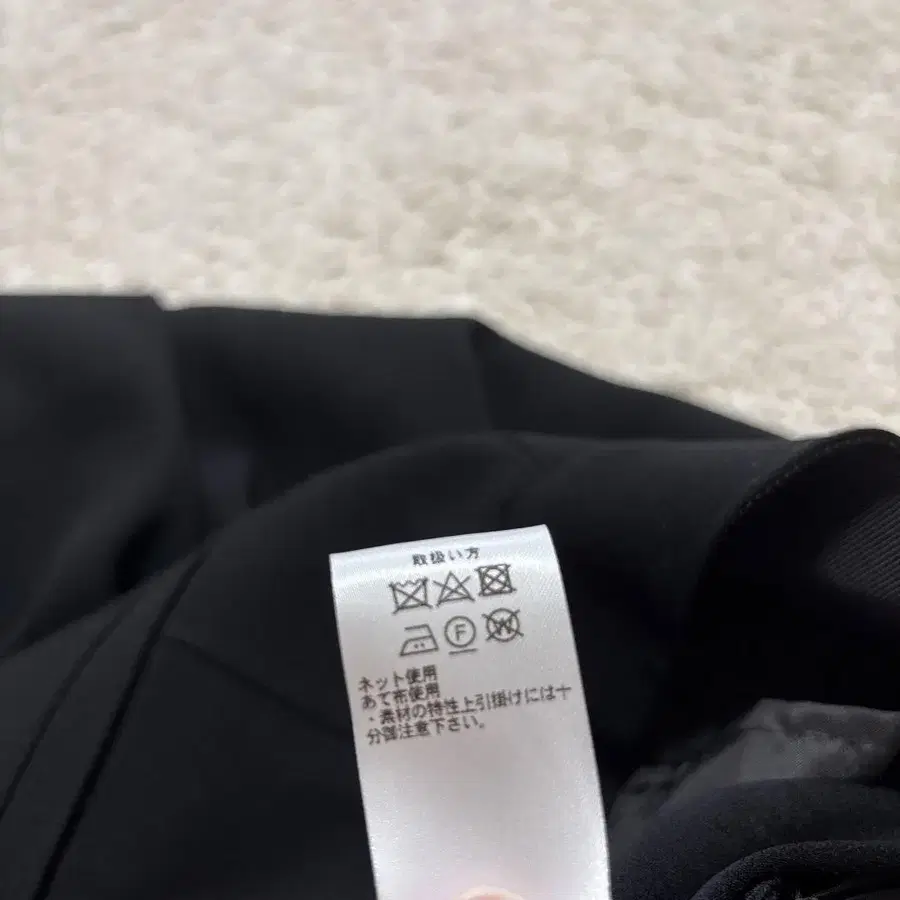 取扱い方
F W
ネット使用
あて布使用
・素材の特性上引掛けには十
分御注意下さい。